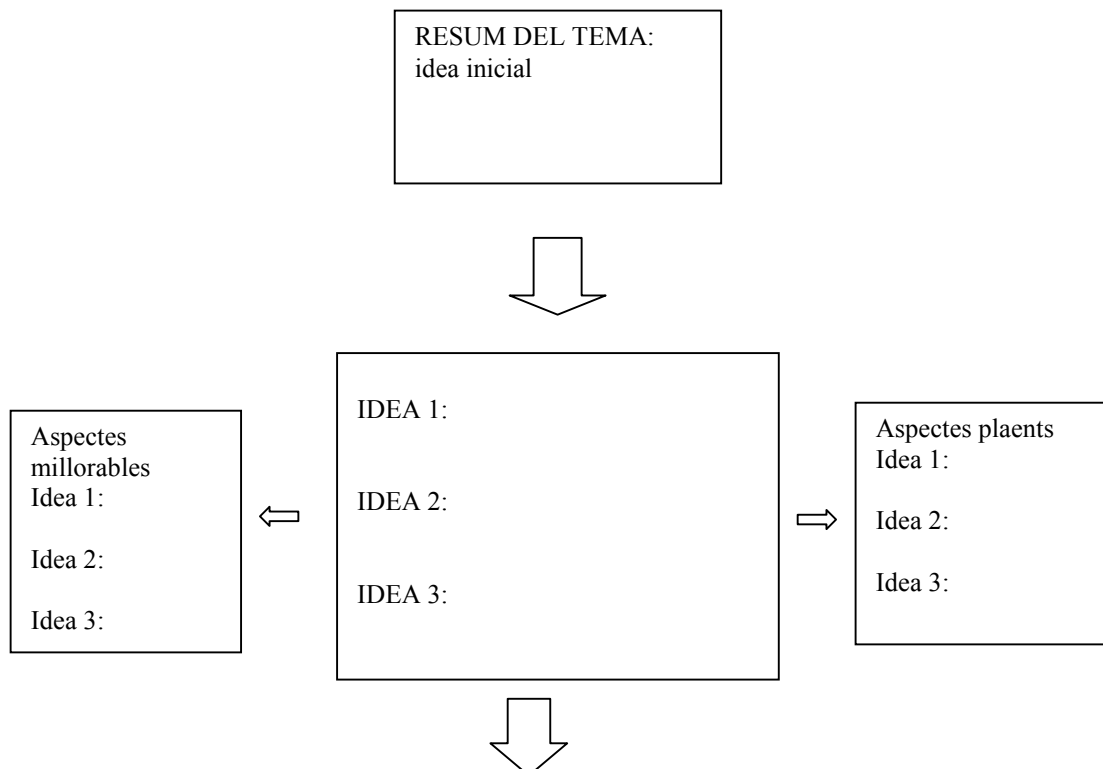 RESUM DEL TEMA:
idea inicial
Aspectes
millorables
Idea 1:
Idea 2:
Idea 3:
IDEA 1:
IDEA 2:
IDEA 3:
Aspectes plaents
Idea 1:
Idea 2:
Idea 3: